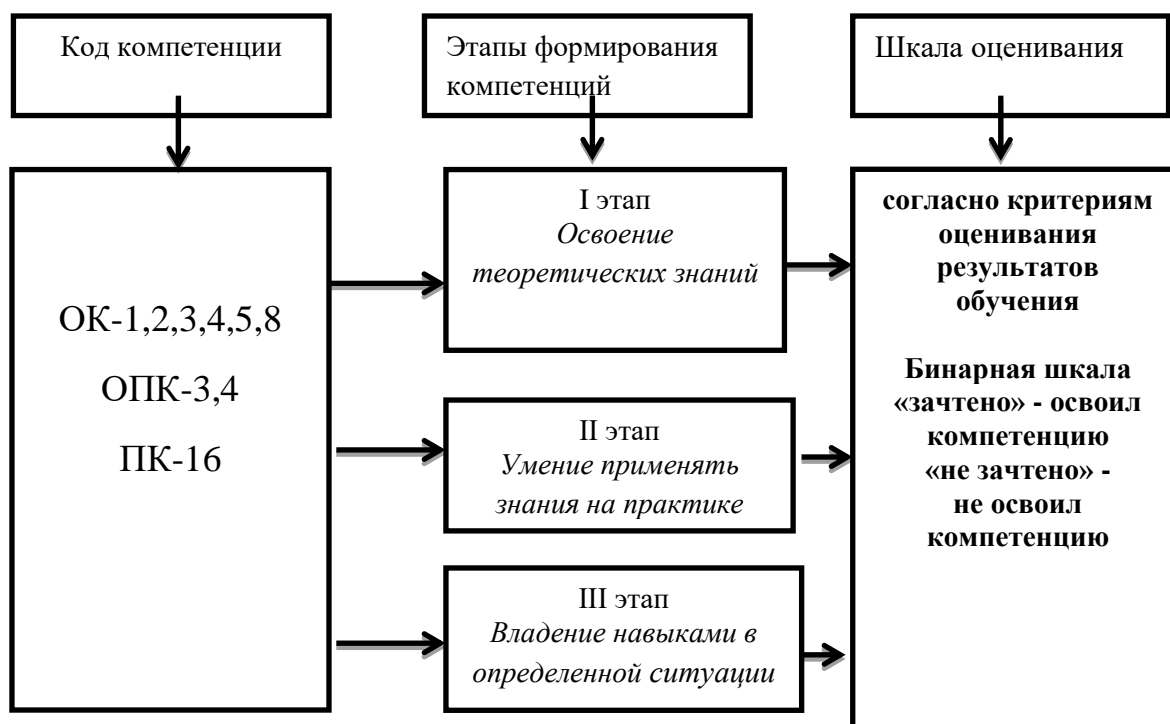 Код компетенции
Этапы формирования
компетенций
Шкала оценивания
ОК-1,2,3,4,5,8
ОПК-3,4
ПК-16
I этап
Освоение
теоретических знаний
II этап
Умение применять
знания на практике
III этап
Владение навыками в
определенной ситуации
согласно критериям
оценивания
результатов
обучения
Бинарная шкала
«зачтено» - освоил
компетенцию
«не зачтено» -
не освоил
компетенцию